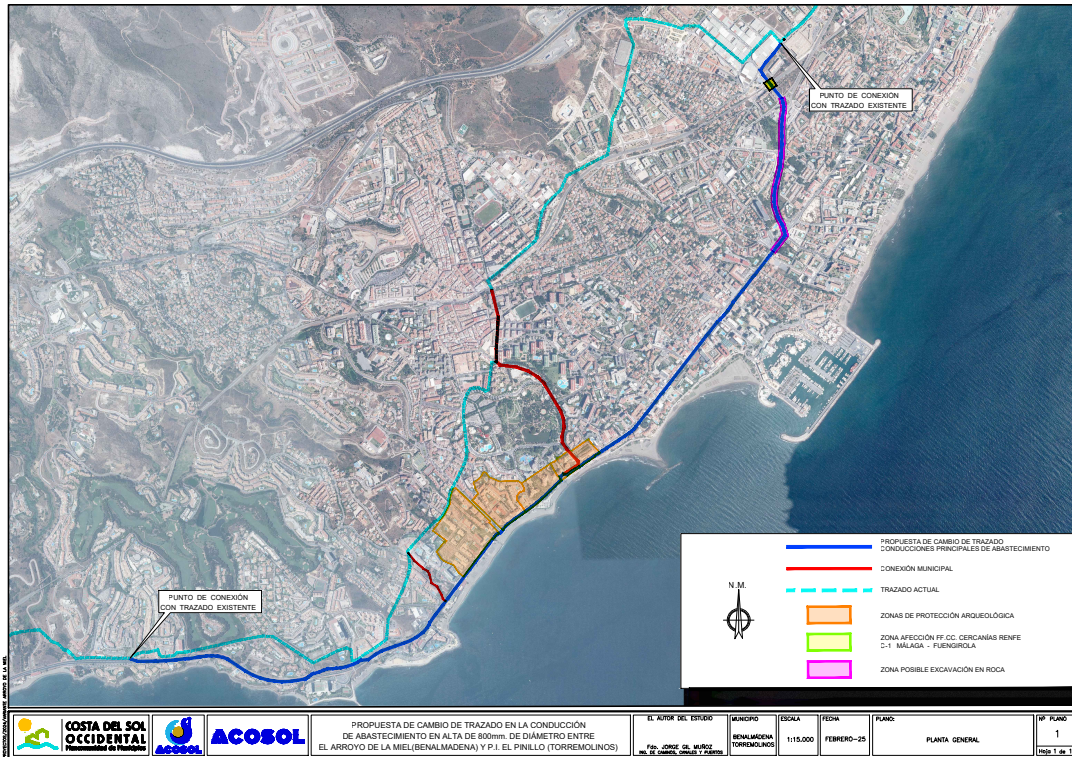 PUNTO DE CONEXIÓN
CON TRAZADO EXISTENTE
PUNTO DE CONEXIÓN
CON TRAZADO EXISTENTE
N.M.
PROPUESTA DE CAMBIO DE TRAZADO
CONDUCCIONES PRINCIPALES DE ABASTECIMIENTO
CONEXIÓN MUNICIPAL
TRAZADO ACTUAL
ZONAS DE PROTECCIÓN ARQUEOLÓGICA
ZONA AFECCIÓN FF.CC. CERCANÍAS RENFE
C-1 MÁLAGA - FUENGIROLA
ZONA POSIBLE EXCAVACIÓN EN ROCA
COSTA DEL SOL
OCCIDENTAL
Mancomunidad de Municipios
ACOSOL
ACOSOL
PROPUESTA DE CAMBIO DE TRAZADO EN LA CONDUCCIÓN
DE ABASTECIMIENTO EN ALTA DE 800mm. DE DIÁMETRO ENTRE
EL ARROYO DE LA MIEL(BENALMADENA) Y P.I. EL PINILLO (TORREMOLINOS)
EL AUTOR DEL ESTUDIO
Fdo. JORGE GIL MUÑOZ
ING. DE CAMINOS, CANALES Y PUERTOS
MUNICIPIO
BENALMÁDENA
TORREMOLINOS
ESCALA
1:15.000
FECHA
FEBRERO-25
PLANO:
PLANTA GENERAL
Nº PLANO
1
Hoja 1 de 1